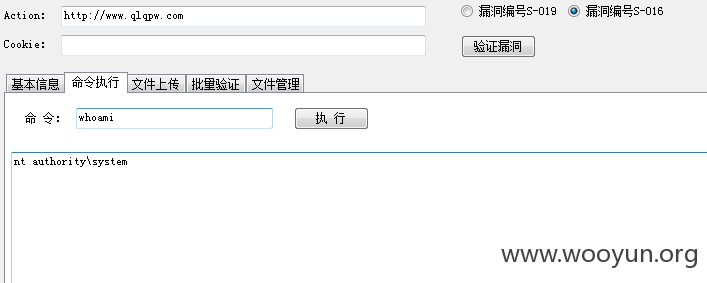 Action: http://www.qlqpw.com 漏洞编号S-019 漏洞编号S-016
Cookie: 验证漏洞
基本信息 命令执行 文件上传 批量验证 文件管理
命 令: whoami 执 行
nt authority\system
www.wooyun.org